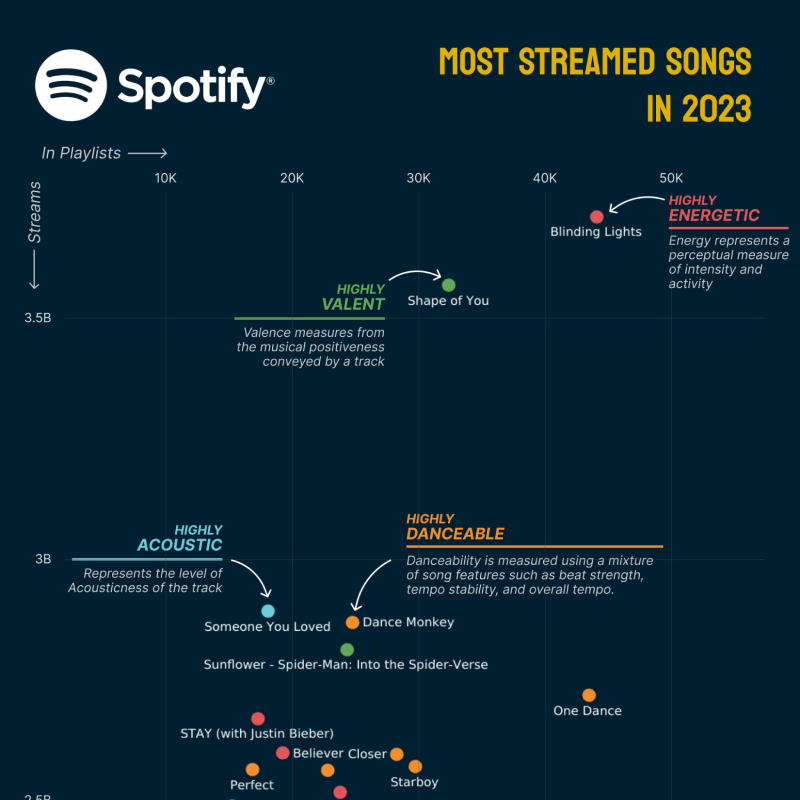 Spotify®
MOST STREAMED SONGS
IN 2023
In Playlists
Streams
10K
20K
30K
40K
50K
HIGHLY
ENERGETIC
Energy represents a
perceptual measure
of intensity and
activity
Blinding Lights
HIGHLY
VALENT
Valence measures from
the musical positiveness
conveyed by a track
Shape of You
3.5B
HIGHLY
ACOUSTIC
Represents the level of
Acousticness of the track
HIGHLY
DANCEABLE
Danceability is measured using a mixture
of song features such as beat strength,
tempo stability, and overall tempo.
3B
Someone You Loved
Dance Monkey
Sunflower - Spider-Man: Into the Spider-Verse
One Dance
STAY (with Justin Bieber)
Believer
Closer
Perfect
Starboy
2.5B